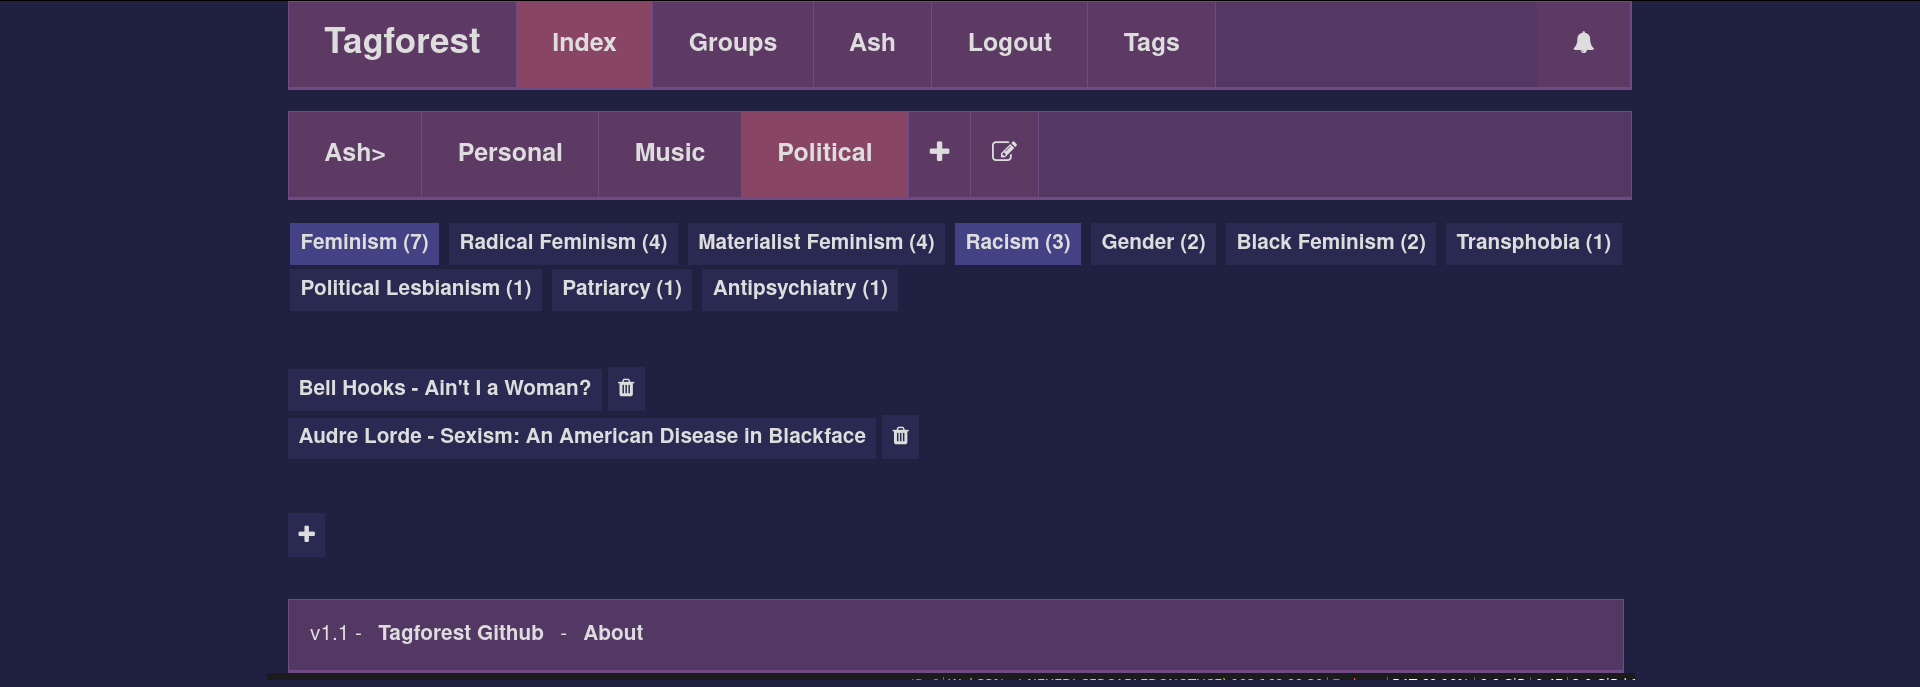 Tagforest Index Groups Ash Logout Tags
Ash> Personal Music Political
Feminism (7) Radical Feminism (4) Materialist Feminism (4) Racism (3) Gender (2) Black Feminism (2) Transphobia (1)
Political Lesbianism (1) Patriarcy (1) Antipsychiatry (1)
Bell Hooks - Ain't I a Woman?
Audre Lorde - Sexism: An American Disease in Blackface
v1.1 - Tagforest Github - About